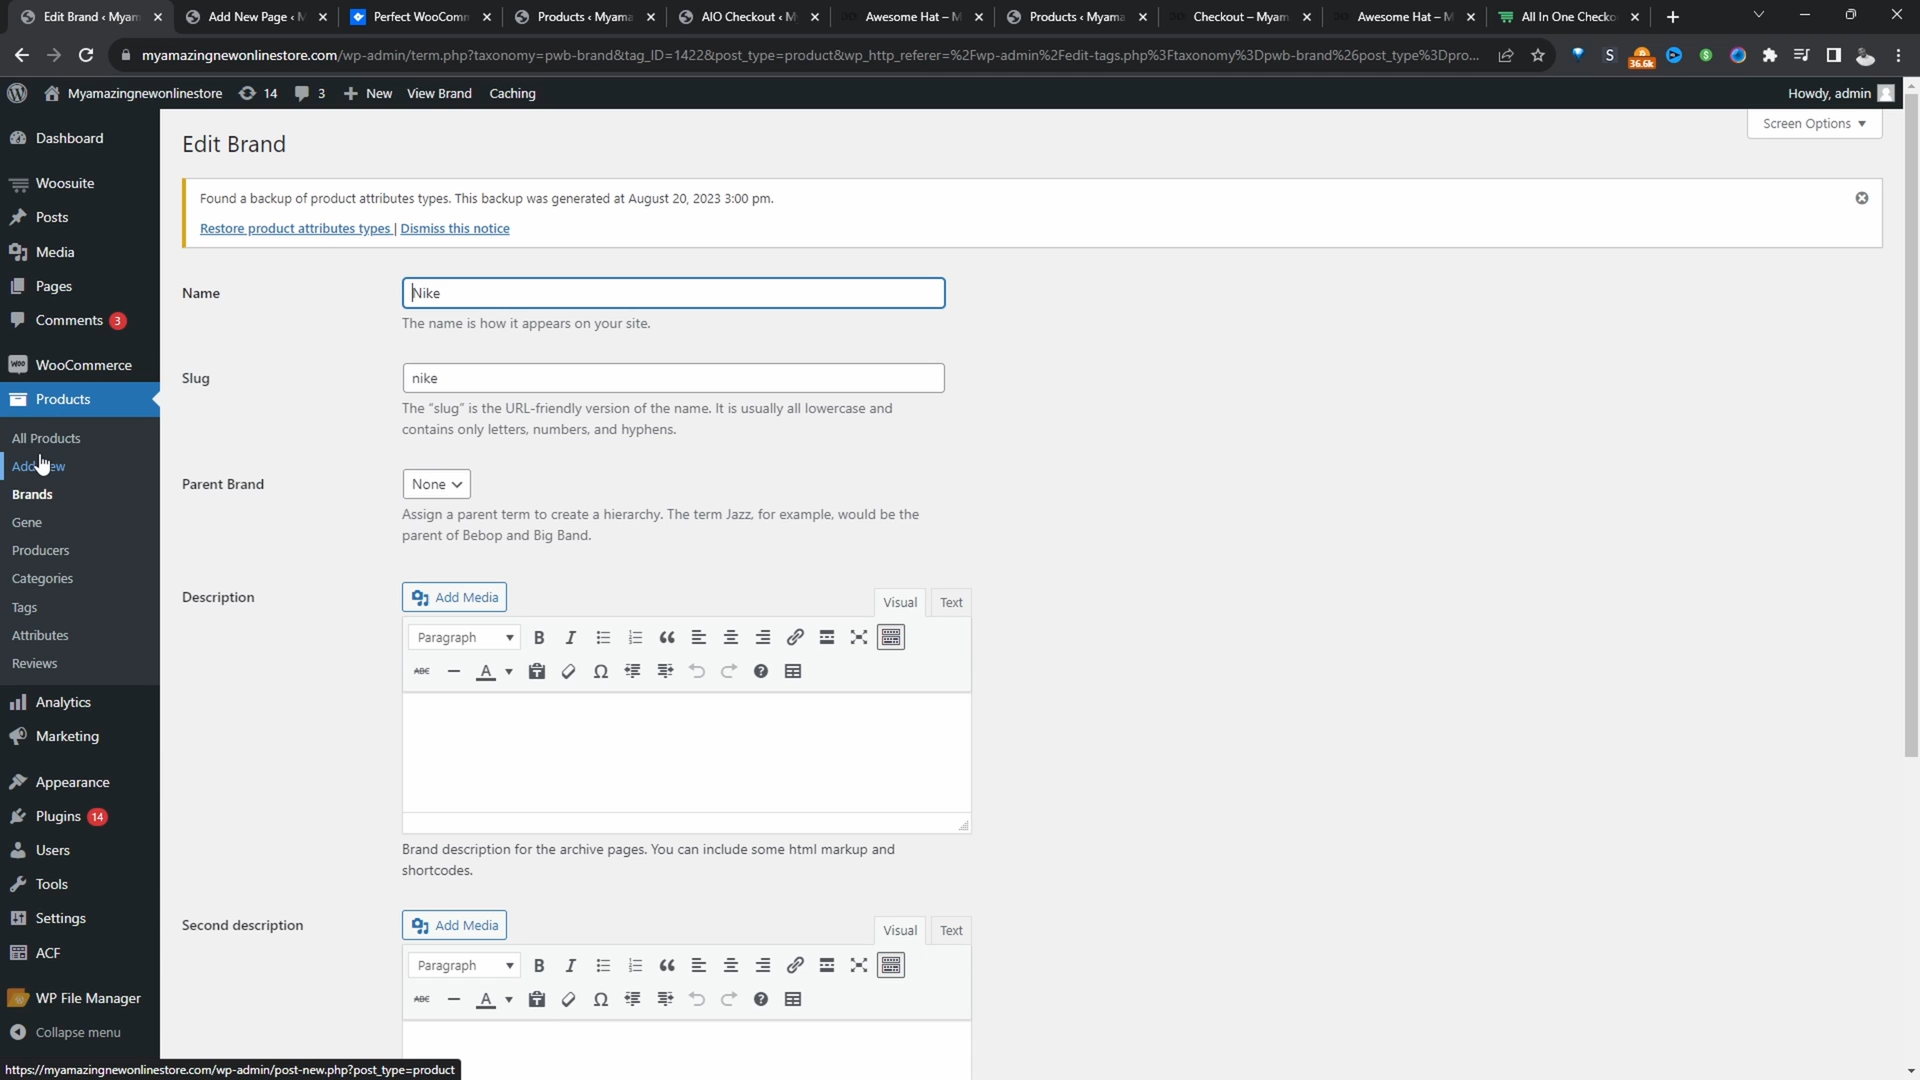 Edit Brand ‹ Myam
Add New Page ‹ M
Perfect WooComm
Products ‹ Myama
AIO Checkout ‹ M
Awesome Hat – M
Products ‹ Myama
Checkout – Myam
Awesome Hat – M
All In One Checko
myamazingnewonlinestore.com/wp-admin/term.php?taxonomy=pwb-brand&tag_ID=1422&post_type=product&wp_http_referer=%2Fwp-admin%2Fedit-tags.php%3Ftaxonomy%3Dpwb-brand%26post_type%3Dpro...
36.6k
Myamazingnewonlinestore
14
3
New
View Brand
Caching
Howdy, admin
Screen Options
Dashboard
Woosuite
Posts
Media
Pages
Comments 3
WooCommerce
Products
All Products
Brands
Gene
Producers
Categories
Tags
Attributes
Reviews
Analytics
Marketing
Appearance
Plugins 14
Users
Tools
Settings
ACF
WP File Manager
Collapse menu
Edit Brand
Found a backup of product attributes types. This backup was generated at August 20, 2023 3:00 pm.
Restore product attributes types | Dismiss this notice
Name
Nike
The name is how it appears on your site.
Slug
nike
The “slug” is the URL-friendly version of the name. It is usually all lowercase and
contains only letters, numbers, and hyphens.
Parent Brand
None
Assign a parent term to create a hierarchy. The term Jazz, for example, would be the
parent of Bebop and Big Band.
Description
Add Media
Visual
Text
Paragraph
Brand description for the archive pages. You can include some html markup and
shortcodes.
Second description
Add Media
Visual
Text
Paragraph
https://myamazingnewonlinestore.com/wp-admin/post-new.php?post_type=product